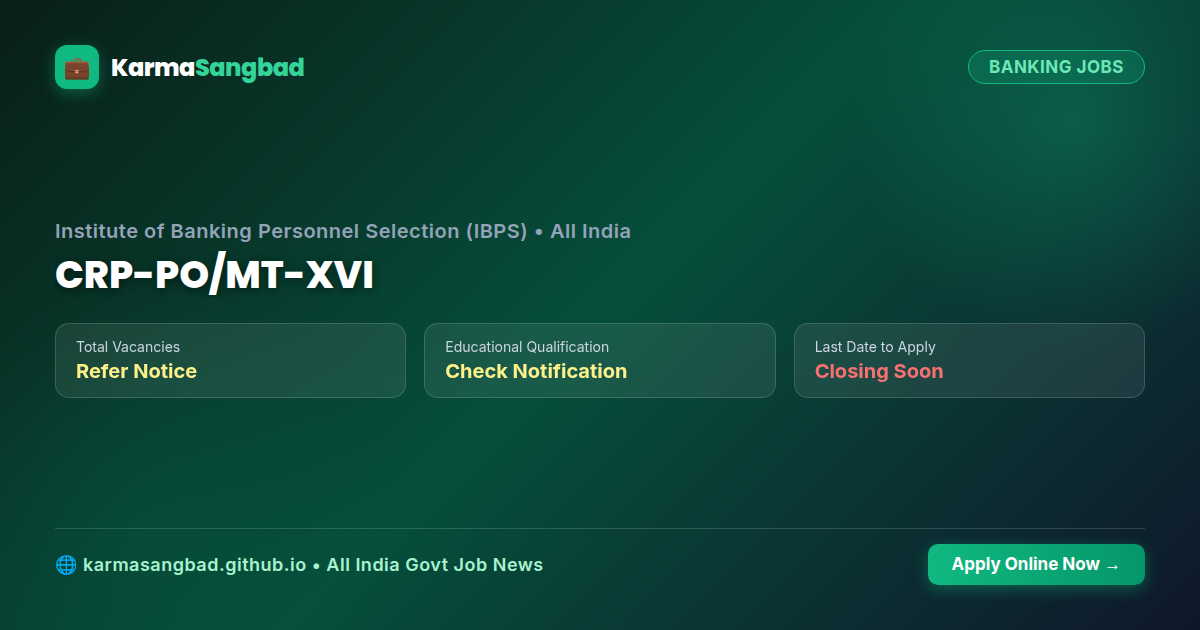 KarmaSangbad
BANKING JOBS
Institute of Banking Personnel Selection (IBPS) • All India
CRP-PO/MT-XVI
Total Vacancies
Refer Notice
Educational Qualification
Check Notification
Last Date to Apply
Closing Soon
karmasangbad.github.io • All India Govt Job News
Apply Online Now →